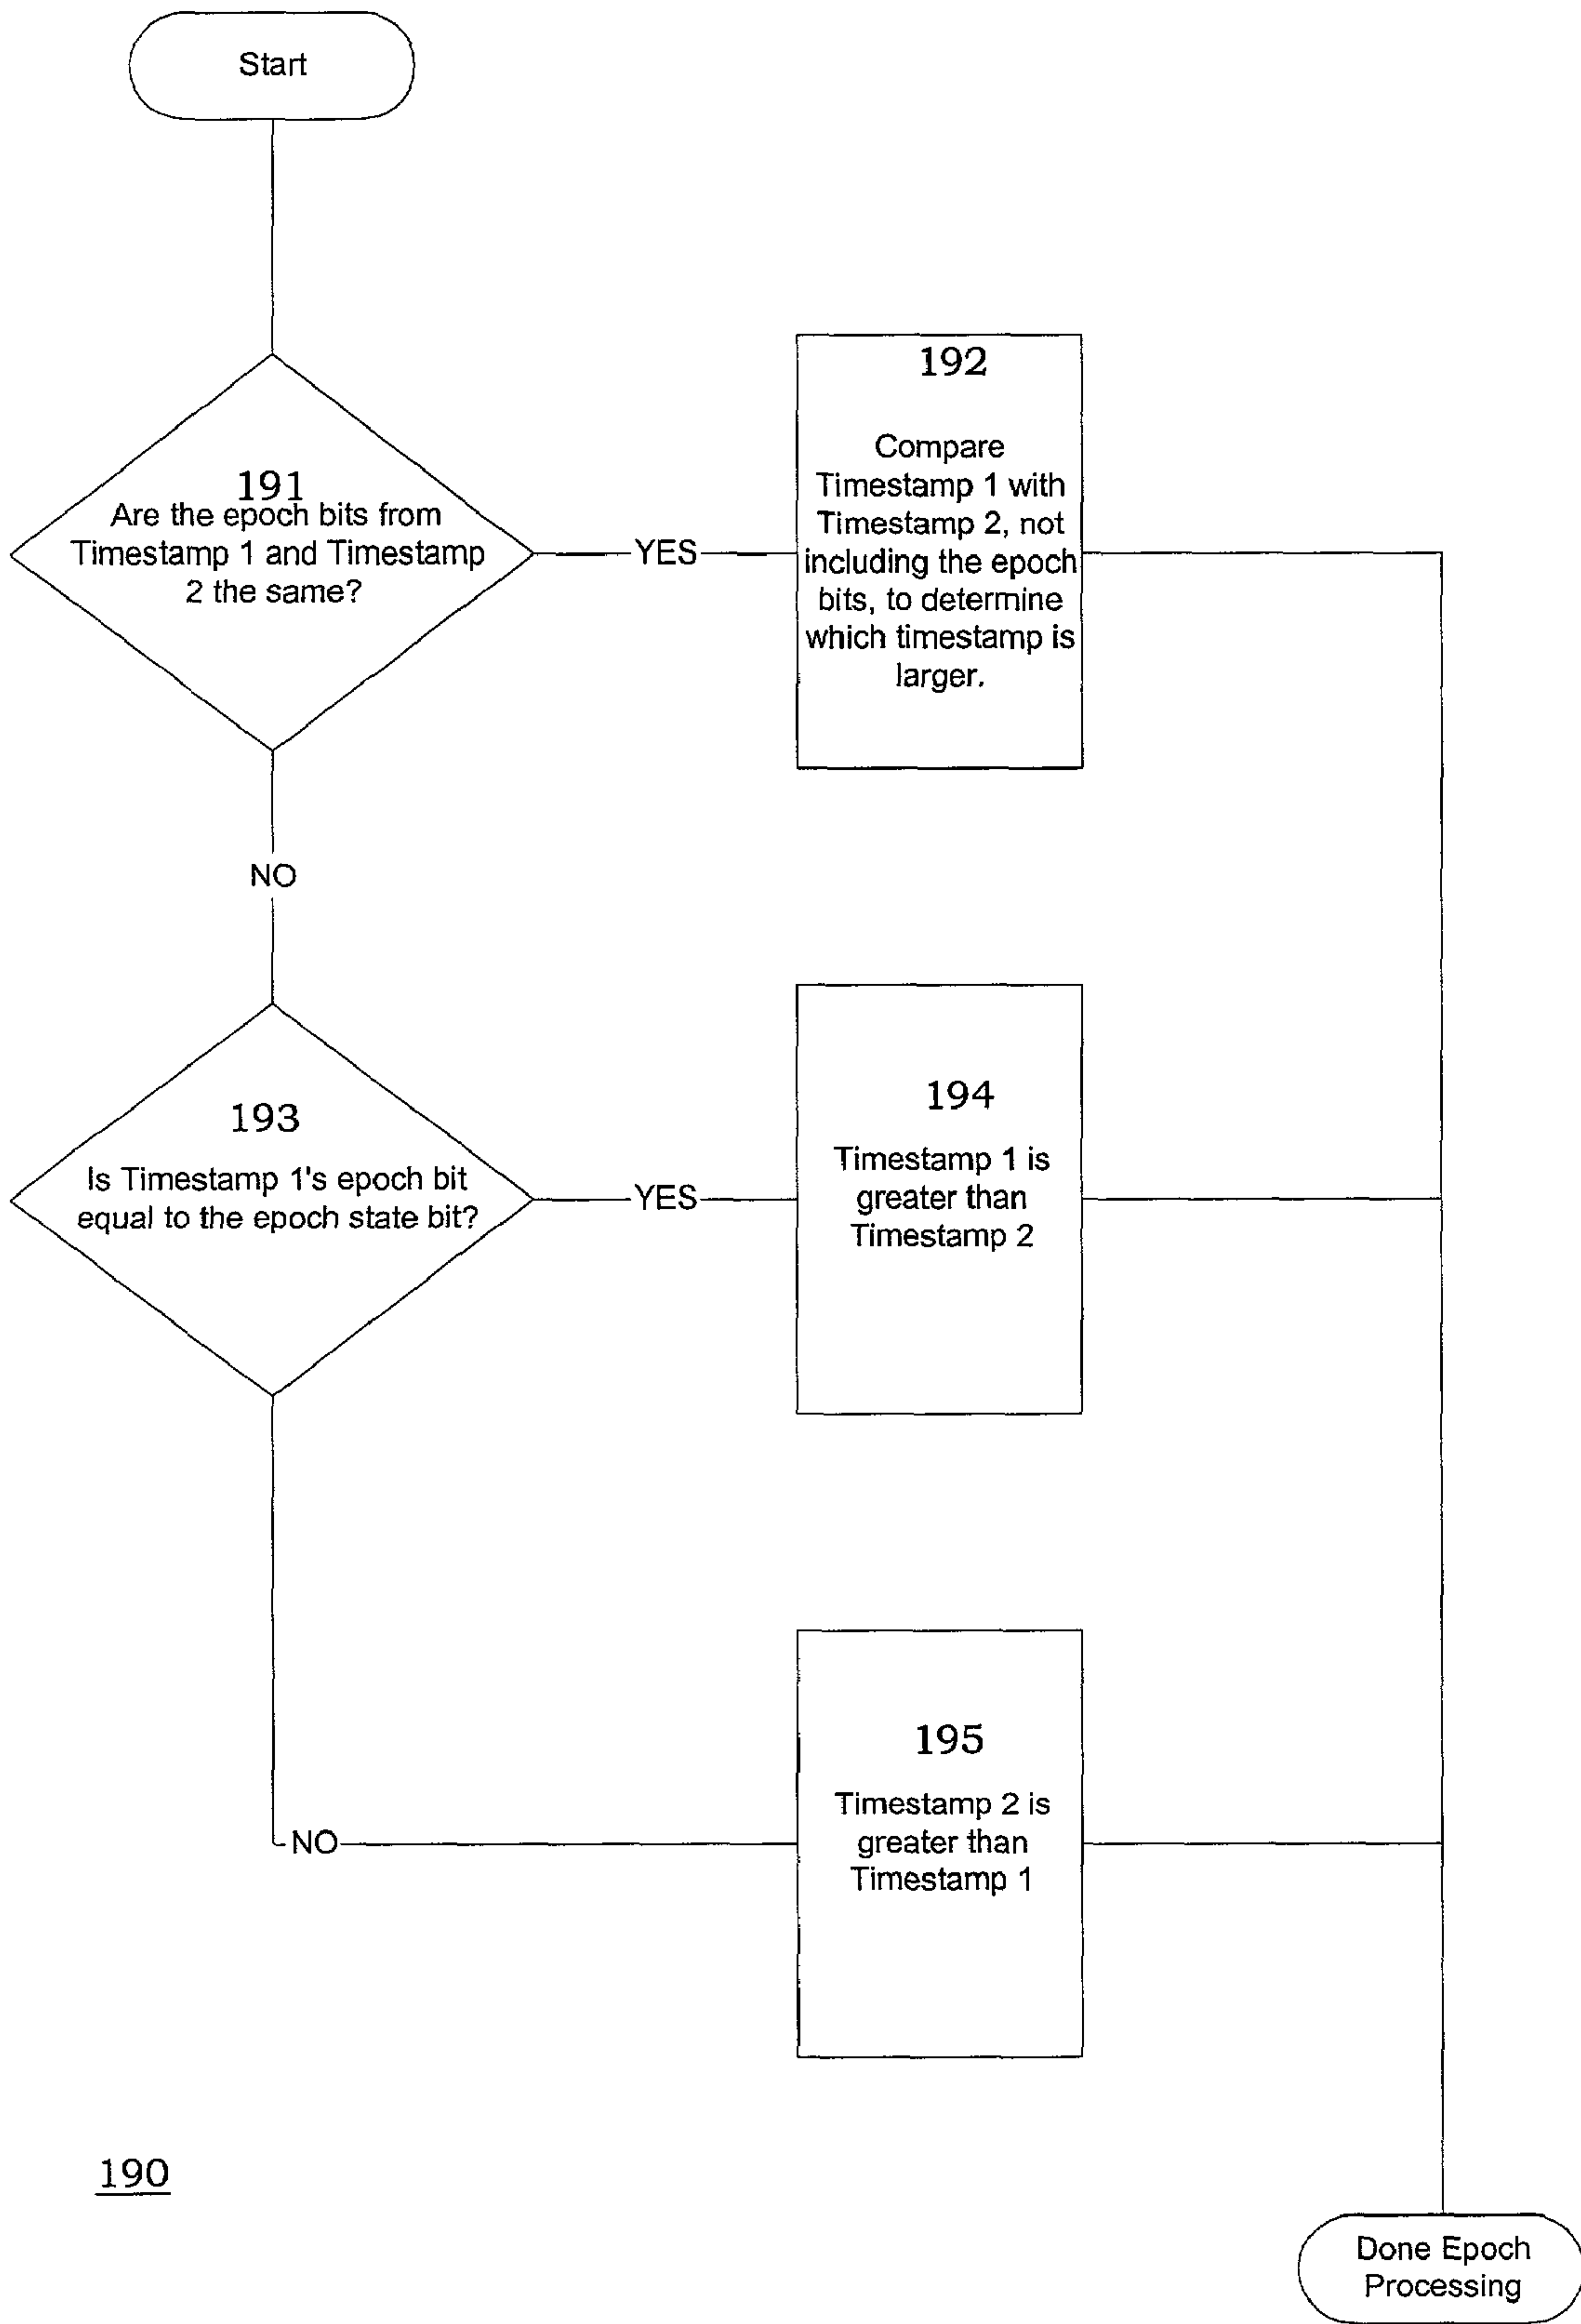 Start
191
Are the epoch bits from
Timestamp 1 and Timestamp
2 the same?
YES
192
Compare
Timestamp 1 with
Timestamp 2, not
including the epoch
bits, to determine
which timestamp is
larger.
NO
193
Is Timestamp 1's epoch bit
equal to the epoch state bit?
YES
194
Timestamp 1 is
greater than
Timestamp 2
NO
195
Timestamp 2 is
greater than
Timestamp 1
190
Done Epoch
Processing